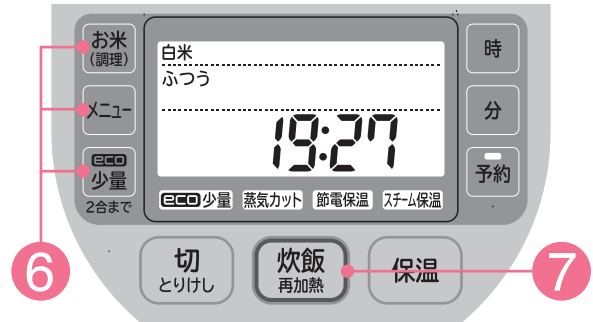 お米
(調理)
メニュー
eco
少量
2合まで
白米
ふつう
19:27
eco少量 蒸気カット 節電保温 スチーム保温
時
分
予約
切
とりけし
炊飯
再加熱
保温
6
7